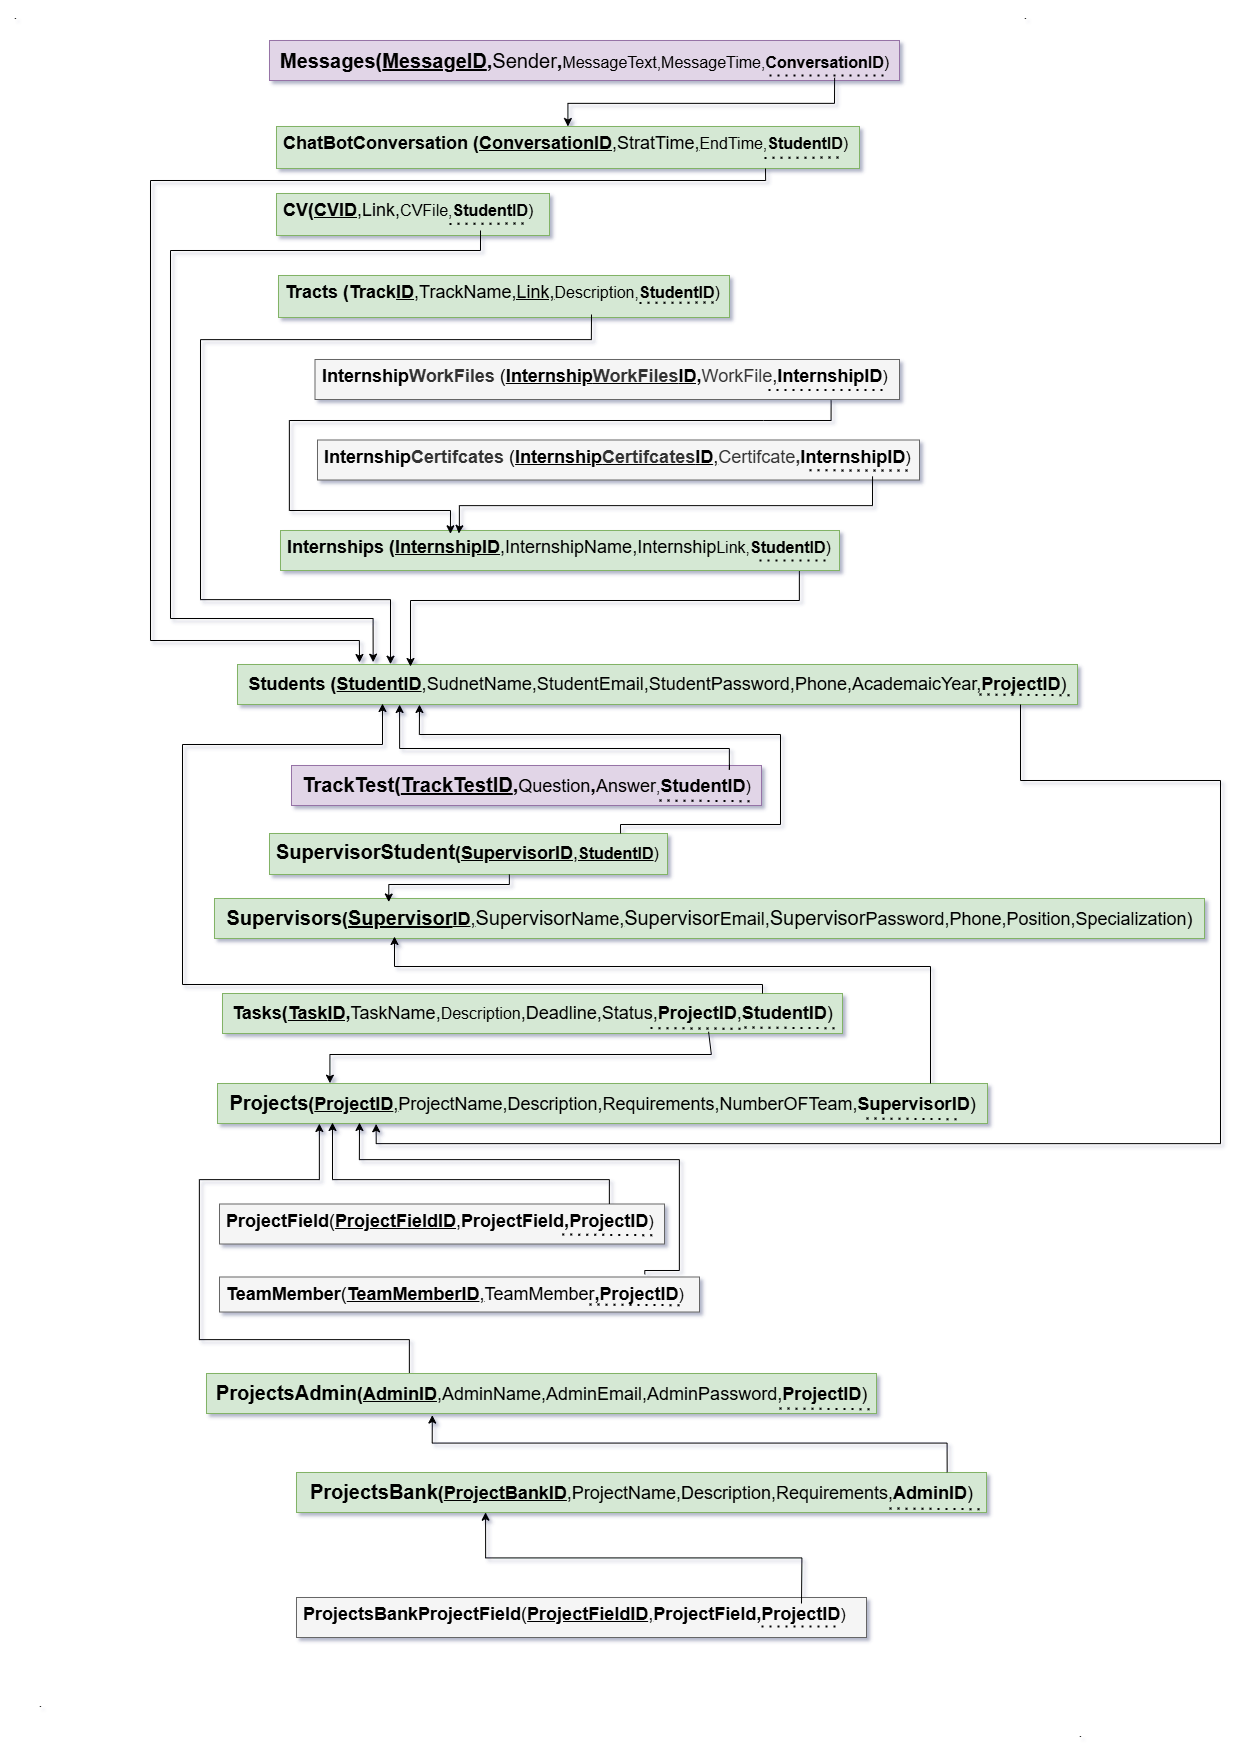 Messages(MessageID,Sender,MessageText,MessageTime,ConversationID)
ChatBotConversation (ConversationID,StratTime,EndTime,StudentID)
CV(CVID,Link,CVFile,StudentID)
Tracts (TrackID,TrackName,Link,Description,StudentID)
InternshipWorkFiles (InternshipWorkFilesID,WorkFile,InternshipID)
InternshipCertifcates (InternshipCertifcatesID,Certifcate,InternshipID)
Internships (InternshipID,InternshipName,InternshipLink,StudentID)
Students (StudentID,SudnetName,StudentEmail,StudentPassword,Phone,AcademaicYear,ProjectID)
TrackTest(TrackTestID,Question,Answer,StudentID)
SupervisorStudent(SupervisorID,StudentID)
Supervisors(SupervisorID,SupervisorName,SupervisorEmail,SupervisorPassword,Phone,Position,Specialization)
Tasks(TaskID,TaskName,Description,Deadline,Status,ProjectID,StudentID)
Projects(ProjectID,ProjectName,Description,Requirements,NumberOFTeam,SupervisorID)
ProjectField(ProjectFieldID,ProjectField,ProjectID)
TeamMember(TeamMemberID,TeamMember,ProjectID)
ProjectsAdmin(AdminID,AdminName,AdminEmail,AdminPassword,ProjectID)
ProjectsBank(ProjectBankID,ProjectName,Description,Requirements,AdminID)
ProjectsBankProjectField(ProjectFieldID,ProjectField,ProjectID)